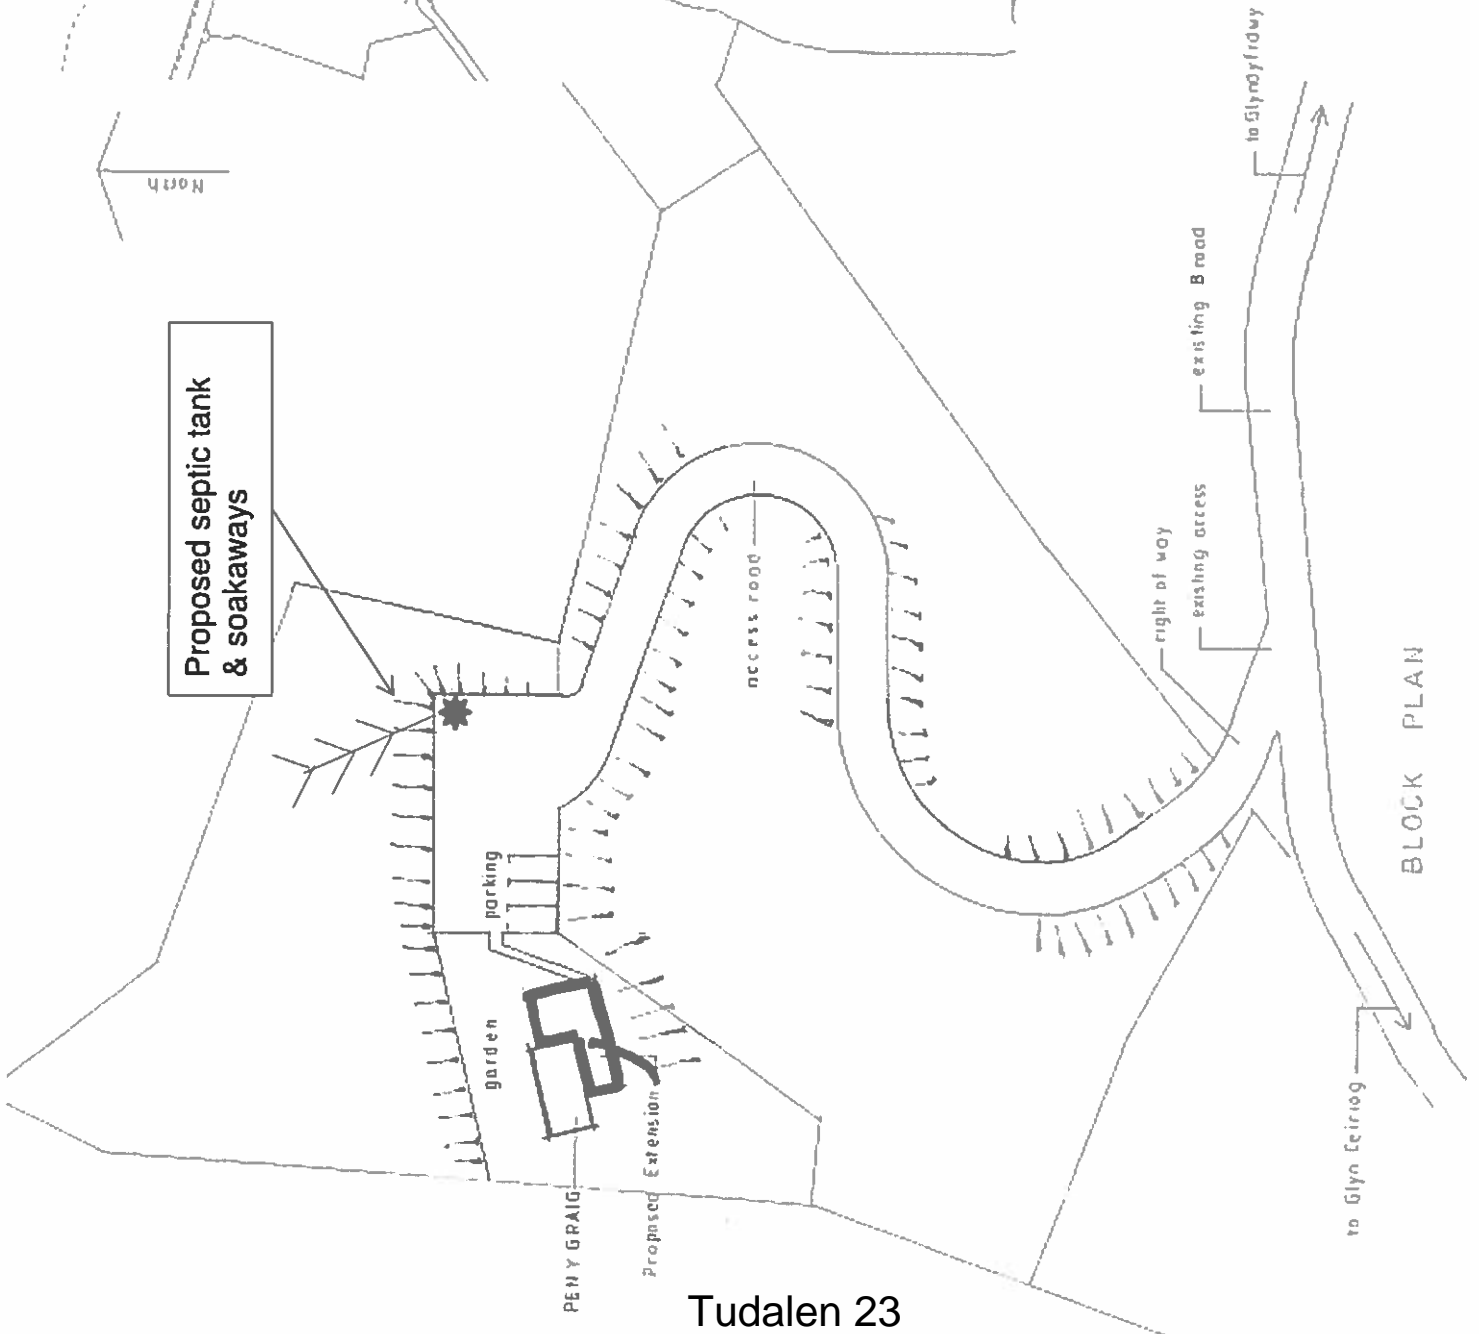 North
to Glyndyfrdwy
Proposed septic tank
& soakaways
existing B road
existing access
right of way
access road
parking
garden
PEN Y GRAIG
Proposed Extension
to Glyn Ceiriog
BLOCK PLAN
Tudalen 23